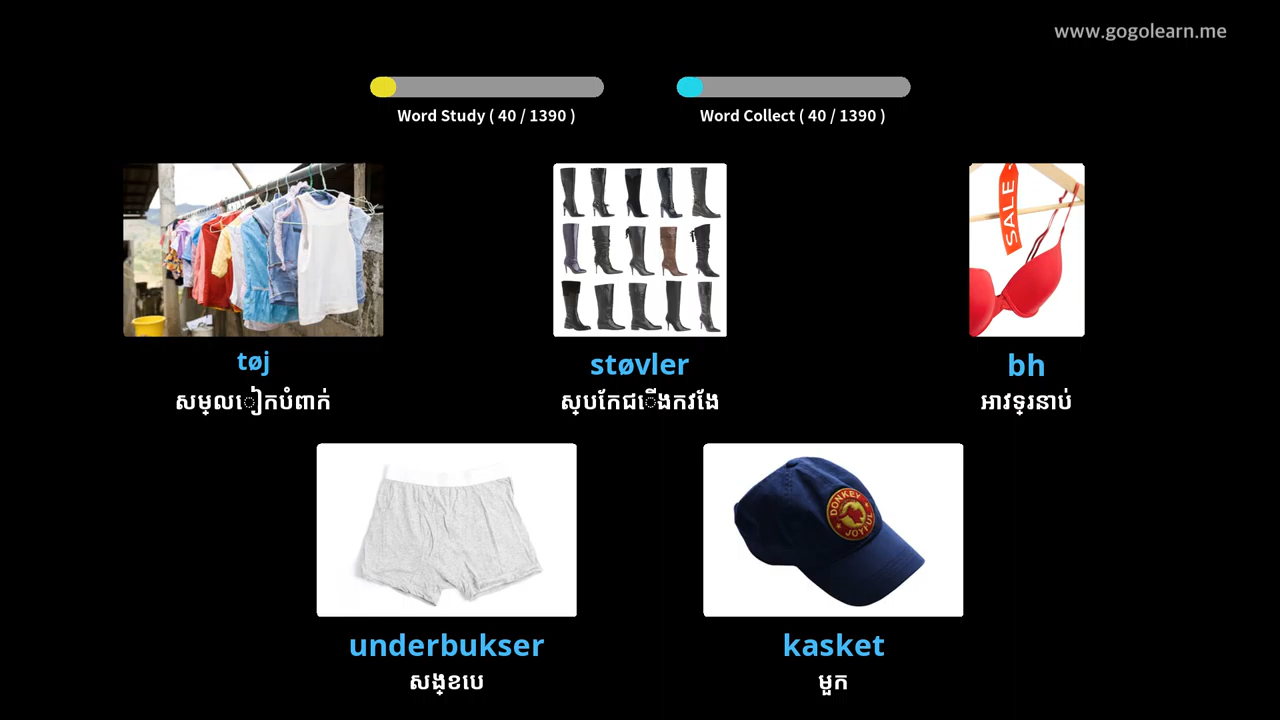 www.gogolearn.me
Word Study ( 40 / 1390 )
Word Collect ( 40 / 1390 )
SALE
tøj
støvler
bh
សម្លៀកបំពាក់
ស្បែកជើងកវែង
អាវទ្រនាប់
DONKEY
JOYFUL
underbukser
kasket
សង្ខបេ
មួក